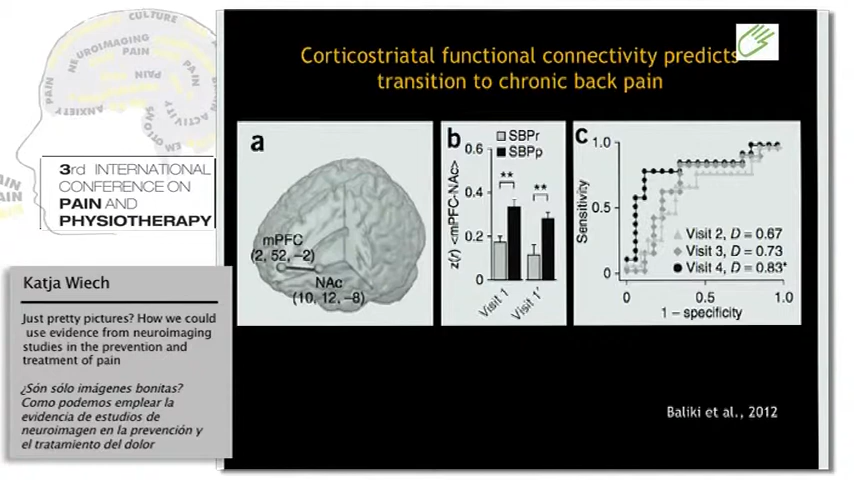 CULTURE
NEUROIMAGING
PAIN
PAIN
PAIN
PAIN
ANXIETY
ACTIVITY
3rd INTERNATIONAL
CONFERENCE ON
PAIN AND
PHYSIOTHERAPY
Katja Wiech
Just pretty pictures? How we could
use evidence from neuroimaging
studies in the prevention and
treatment of pain
¿Són sólo imágenes bonitas?
Como podemos emplear la
evidencia de estudios de
neuroimagen en la prevención y
el tratamiento del dolor
Corticostriatal functional connectivity predicts
transition to chronic back pain
a
mPFC
(2, 52, –2)
NAc
(10, 12, –8)
b
SBPr
SBPp
0.6
0.4
0.2
0
z(r) <mPFC-NAc>
**
**
Visit 1
Visit 1′
c
1.0
0.5
0
Sensitivity
Visit 2, D = 0.67
Visit 3, D = 0.73
Visit 4, D = 0.83*
0 0.5 1.0
1 – specificity
Baliki et al., 2012